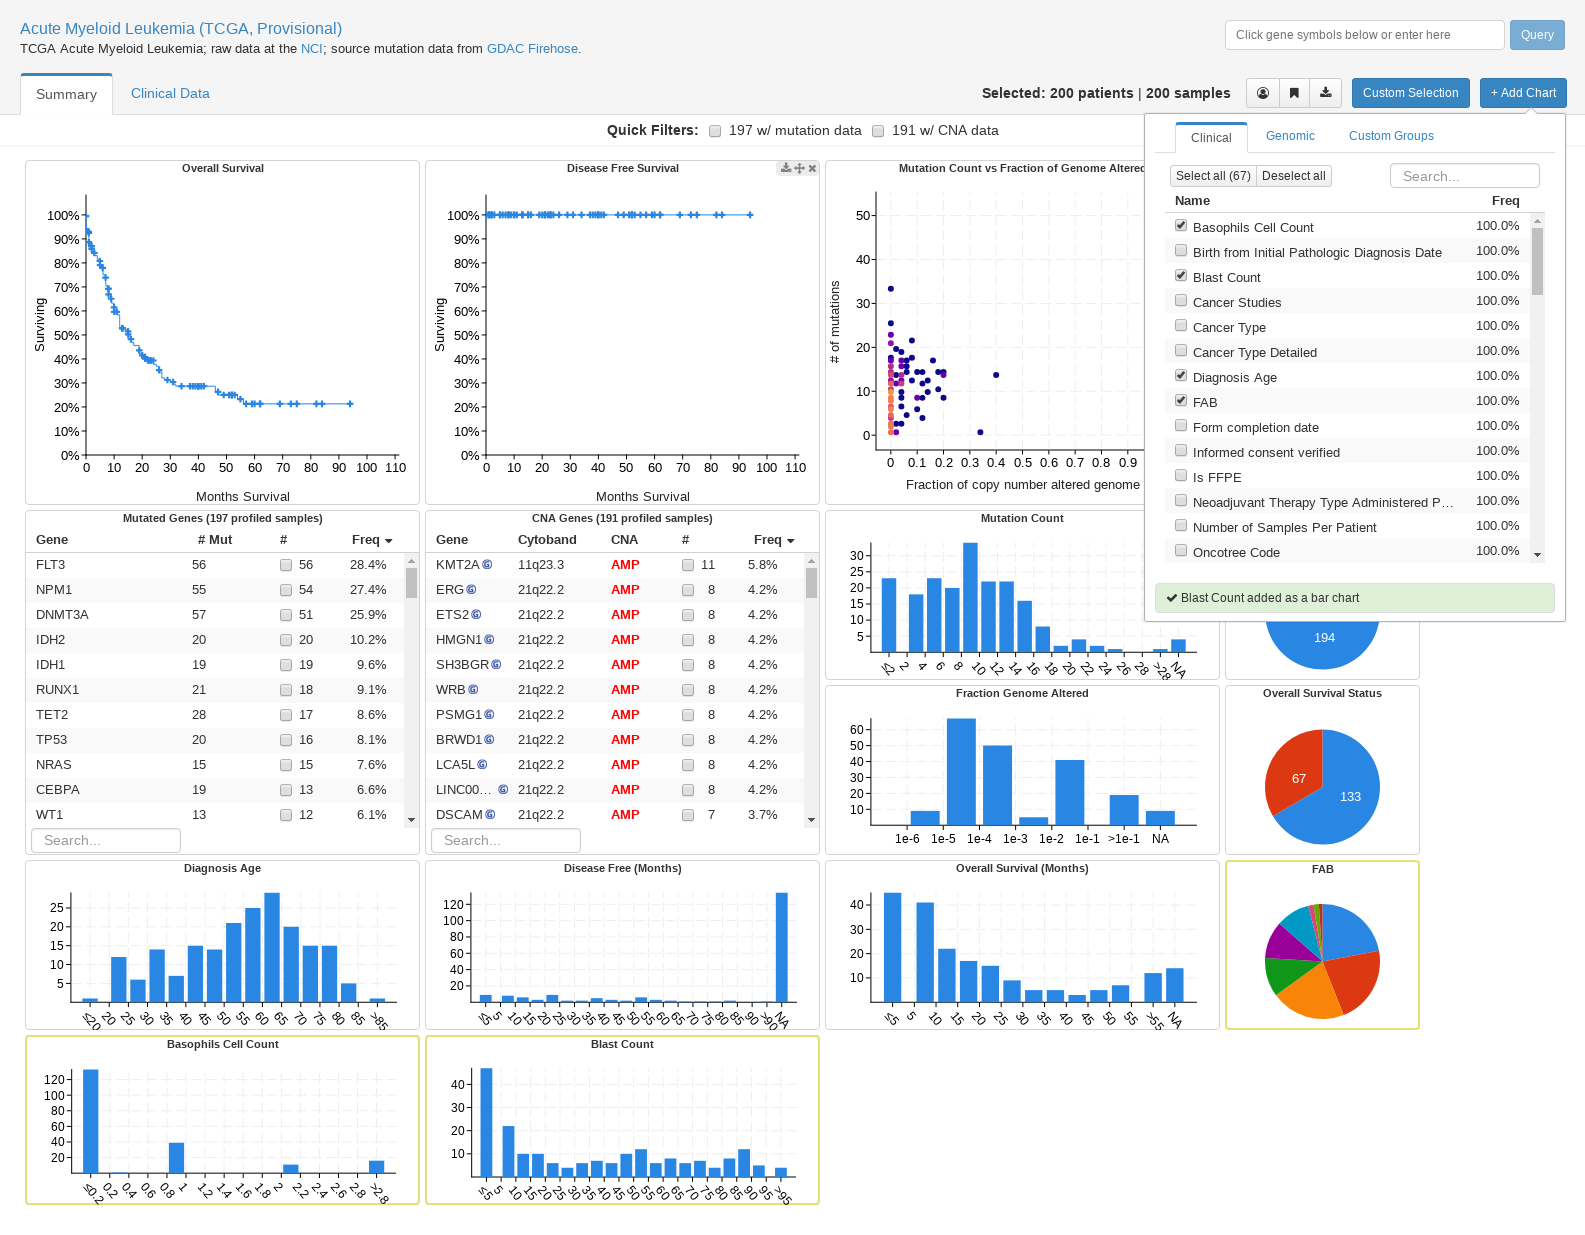 Acute Myeloid Leukemia (TCGA, Provisional)
TCGA Acute Myeloid Leukemia; raw data at the NCI; source mutation data from GDAC Firehose.
Click gene symbols below or enter here
Query
Summary
Clinical Data
Selected: 200 patients | 200 samples
Custom Selection
+ Add Chart
Quick Filters: 197 w/ mutation data 191 w/ CNA data
Clinical
Genomic
Custom Groups
Select all (67)
Deselect all
Search...
Name Freq
Basophils Cell Count 100.0%
Birth from Initial Pathologic Diagnosis Date 100.0%
Blast Count 100.0%
Cancer Studies 100.0%
Cancer Type 100.0%
Cancer Type Detailed 100.0%
Diagnosis Age 100.0%
FAB 100.0%
Form completion date 100.0%
Informed consent verified 100.0%
Is FFPE 100.0%
Neoadjuvant Therapy Type Administered P… 100.0%
Number of Samples Per Patient 100.0%
Oncotree Code 100.0%
Blast Count added as a bar chart
Overall Survival
100%
90%
80%
70%
60%
50%
40%
30%
20%
10%
0%
Surviving
0 10 20 30 40 50 60 70 80 90 100 110
Months Survival
Disease Free Survival
100%
90%
80%
70%
60%
50%
40%
30%
20%
10%
0%
Surviving
0 10 20 30 40 50 60 70 80 90 100 110
Months Survival
Mutation Count vs Fraction of Genome Altered
50
40
30
20
10
0
# of mutations
0 0.1 0.2 0.3 0.4 0.5 0.6 0.7 0.8 0.9
Fraction of copy number altered genome
Mutated Genes (197 profiled samples)
Gene # Mut # Freq
FLT3 56 56 28.4%
NPM1 55 54 27.4%
DNMT3A 57 51 25.9%
IDH2 20 20 10.2%
IDH1 19 19 9.6%
RUNX1 21 18 9.1%
TET2 28 17 8.6%
TP53 20 16 8.1%
NRAS 15 15 7.6%
CEBPA 19 13 6.6%
WT1 13 12 6.1%
Search...
CNA Genes (191 profiled samples)
Gene Cytoband CNA # Freq
KMT2A G 11q23.3 AMP 11 5.8%
ERG G 21q22.2 AMP 8 4.2%
ETS2 G 21q22.2 AMP 8 4.2%
HMGN1 G 21q22.2 AMP 8 4.2%
SH3BGR G 21q22.2 AMP 8 4.2%
WRB G 21q22.2 AMP 8 4.2%
PSMG1 G 21q22.2 AMP 8 4.2%
BRWD1 G 21q22.2 AMP 8 4.2%
LCA5L G 21q22.2 AMP 8 4.2%
LINC00… G 21q22.2 AMP 8 4.2%
DSCAM G 21q22.2 AMP 7 3.7%
Search...
Mutation Count
30
25
20
15
10
5
≤2 2 4 6 8 10 12 14 16 18 20 22 24 26 28 >28 NA
194
Fraction Genome Altered
60
50
40
30
20
10
1e-6 1e-5 1e-4 1e-3 1e-2 1e-1 >1e-1 NA
Overall Survival Status
67
133
Diagnosis Age
25
20
15
10
5
≤20 20 25 30 35 40 45 50 55 60 65 70 75 80 85 >85
Disease Free (Months)
120
100
80
60
40
20
≤5 5 10 15 20 25 30 35 40 45 50 55 60 65 70 75 80 85 90 >90 NA
Overall Survival (Months)
40
30
20
10
≤5 5 10 15 20 25 30 35 40 45 50 55 >55 NA
FAB
Basophils Cell Count
120
100
80
60
40
20
≤0.2 0.2 0.4 0.6 0.8 1 1.2 1.4 1.6 1.8 2 2.2 2.4 2.6 2.8 >2.8
Blast Count
40
30
20
10
≤5 5 10 15 20 25 30 35 40 45 50 55 60 65 70 75 80 85 90 95 >95